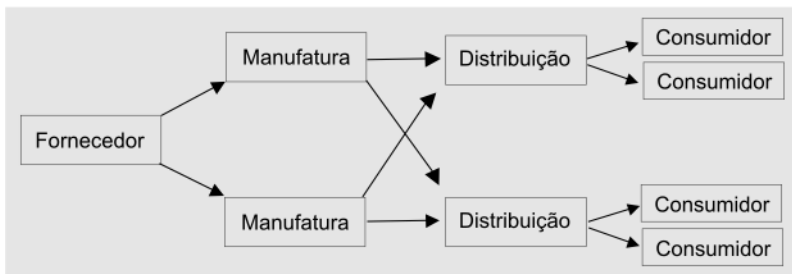 Manufatura
Distribuição
Consumidor
Consumidor
Fornecedor
Manufatura
Distribuição
Consumidor
Consumidor